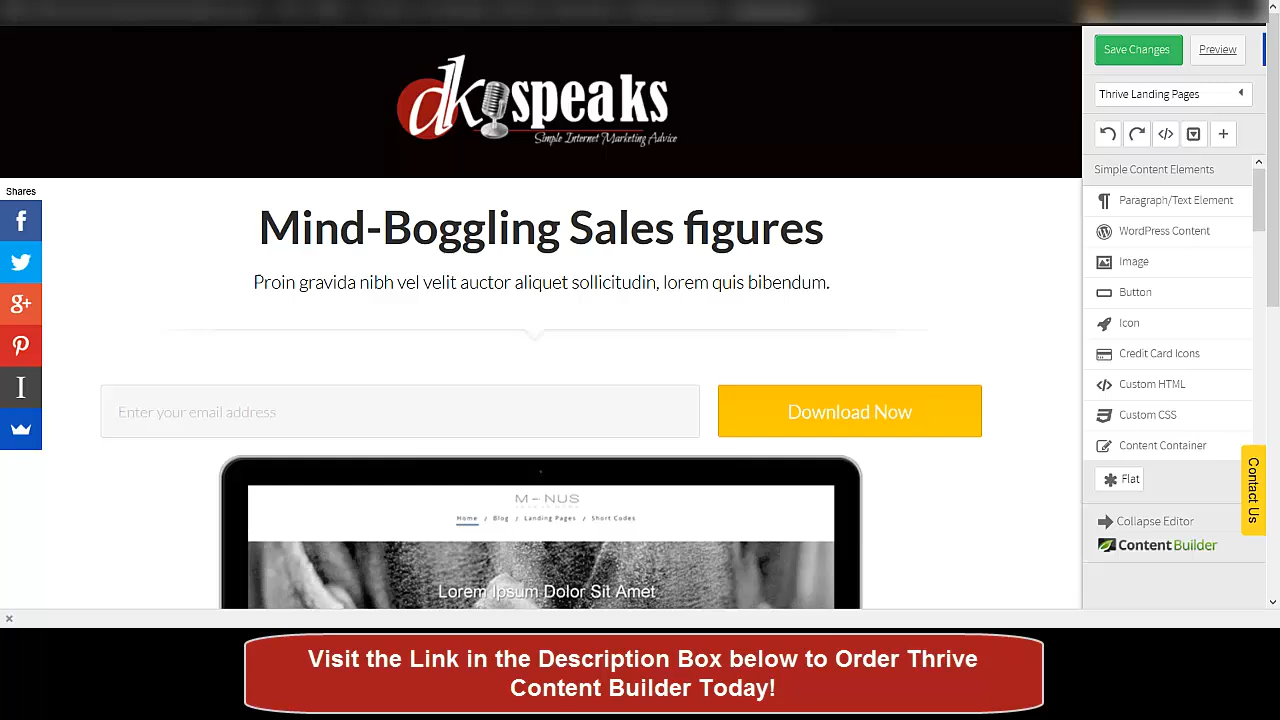 dk speaks
Simple Internet Marketing Advice
Save Changes
Preview
Thrive Landing Pages
Simple Content Elements
Paragraph/Text Element
WordPress Content
Image
Button
Icon
Credit Card Icons
Custom HTML
Custom CSS
Content Container
Flat
Collapse Editor
Content Builder
Contact Us
Shares
Mind-Boggling Sales figures
Proin gravida nibh vel velit auctor aliquet sollicitudin, lorem quis bibendum.
Enter your email address
Download Now
M-NUS
Home / Blog / Landing Pages / Short Codes
Lorem Ipsum Dolor Sit Amet
Visit the Link in the Description Box below to Order Thrive
Content Builder Today!